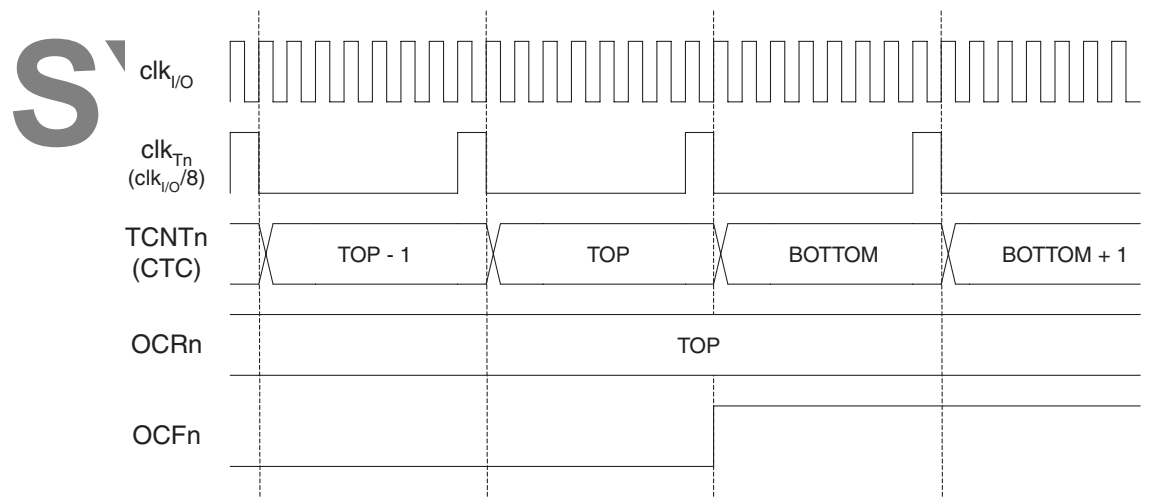 S
clkI/O
clkTn
(clkI/O/8)
TCNTn
(CTC)
TOP - 1
TOP
BOTTOM
BOTTOM + 1
OCRn
TOP
OCFn